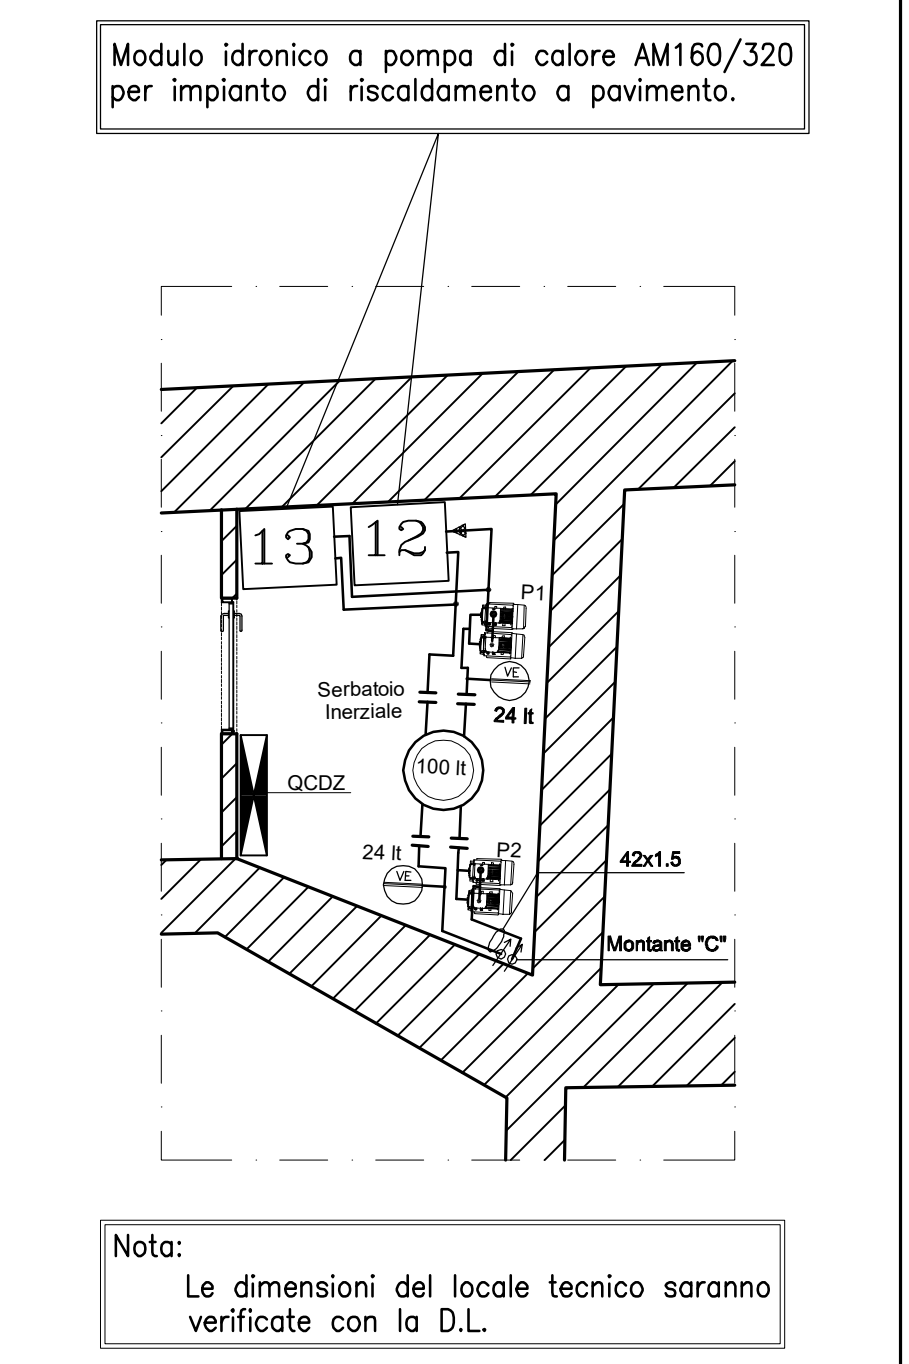 Modulo idronico a pompa di calore AM160/320
per impianto di riscaldamento a pavimento.
13
12
P1
VE
24 lt
Serbatoio
Inerziale
100 lt
QCDZ
24 lt
VE
P2
42x1.5
Montante "C"
Nota:
Le dimensioni del locale tecnico saranno
verificate con la D.L.